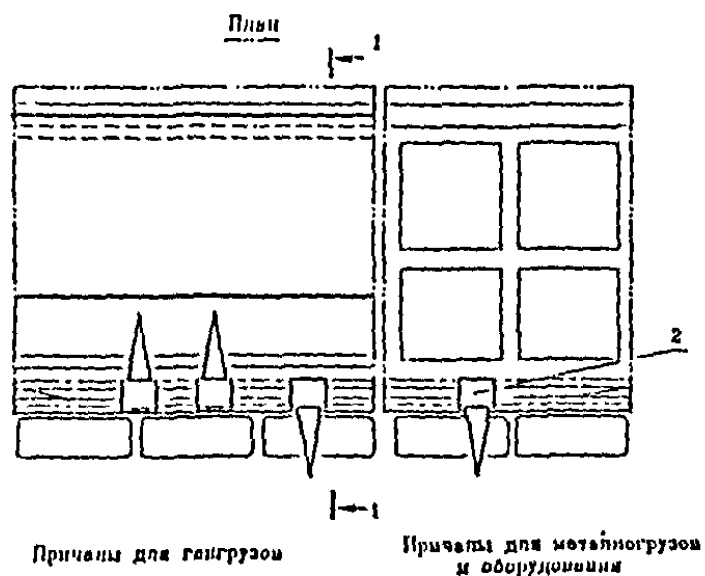 План
1
2
1
Причалы для генгрузов
Причалы для металлогрузов
и оборудования